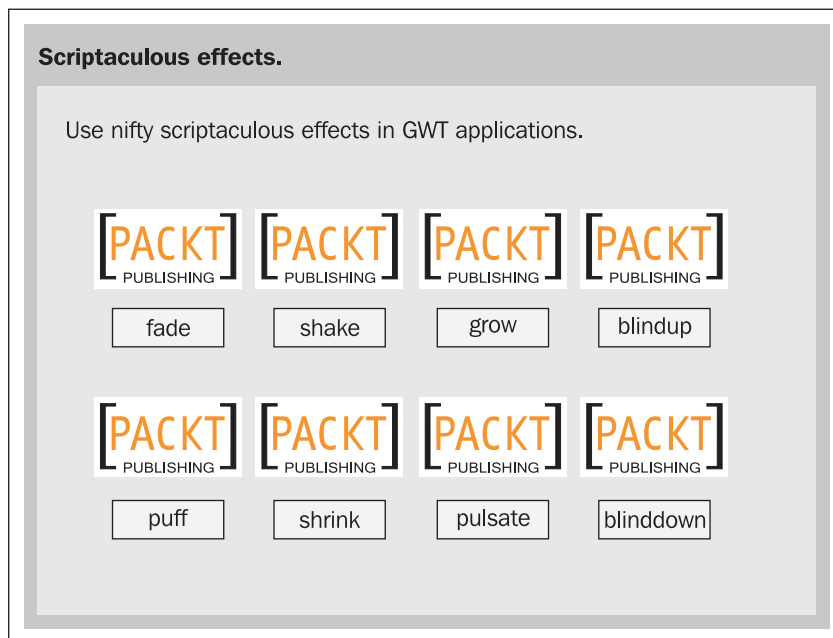 Scriptaculous effects.
Use nifty scriptaculous effects in GWT applications.
[PACKT] [PACKT] [PACKT] [PACKT]
PUBLISHING PUBLISHING PUBLISHING PUBLISHING
fade shake grow blindup
[PACKT] [PACKT] [PACKT] [PACKT]
PUBLISHING PUBLISHING PUBLISHING PUBLISHING
puff shrink pulsate blinddown